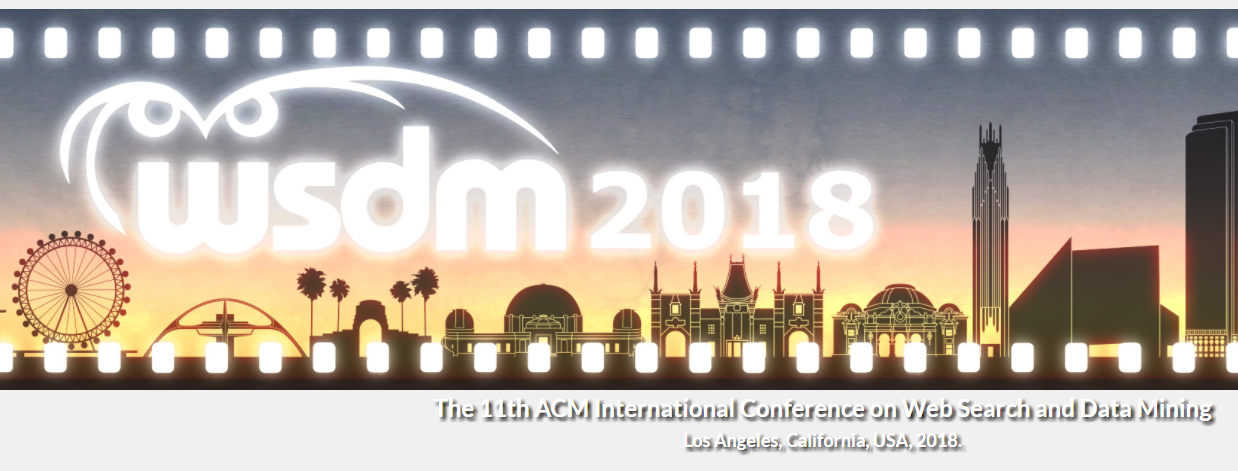 wsdm 2018
The 11th ACM International Conference on Web Search and Data Mining
Los Angeles, California, USA, 2018.